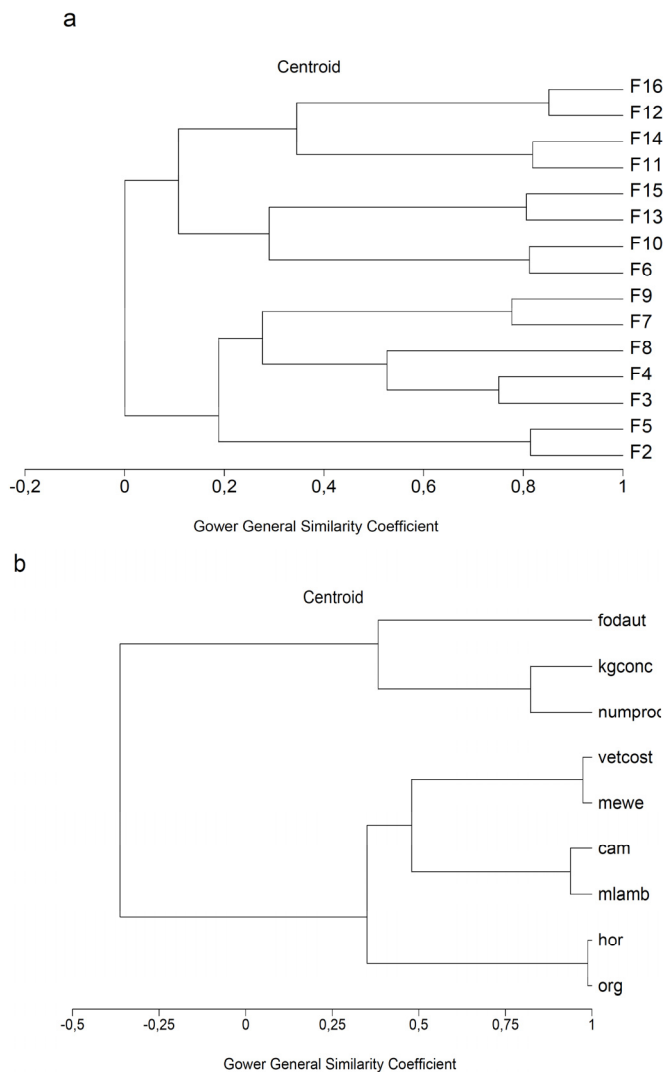 a
Centroid
F16
F12
F14
F11
F15
F13
F10
F6
F9
F7
F8
F4
F3
F5
F2
-0,2 0 0,2 0,4 0,6 0,8 1
Gower General Similarity Coefficient
b
Centroid
fodaut
kgconc
numproc
vetcost
mewe
cam
mlamb
hor
org
-0,5 -0,25 0 0,25 0,5 0,75 1
Gower General Similarity Coefficient